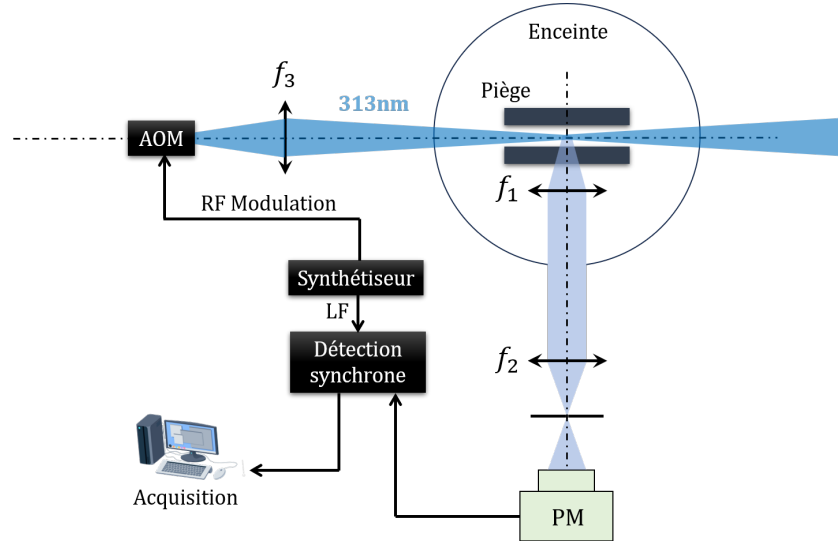 Enceinte
f₃
313nm
Piège
AOM
f₁
RF Modulation
Synthétiseur
LF
Détection
synchrone
f₂
Acquisition
PM